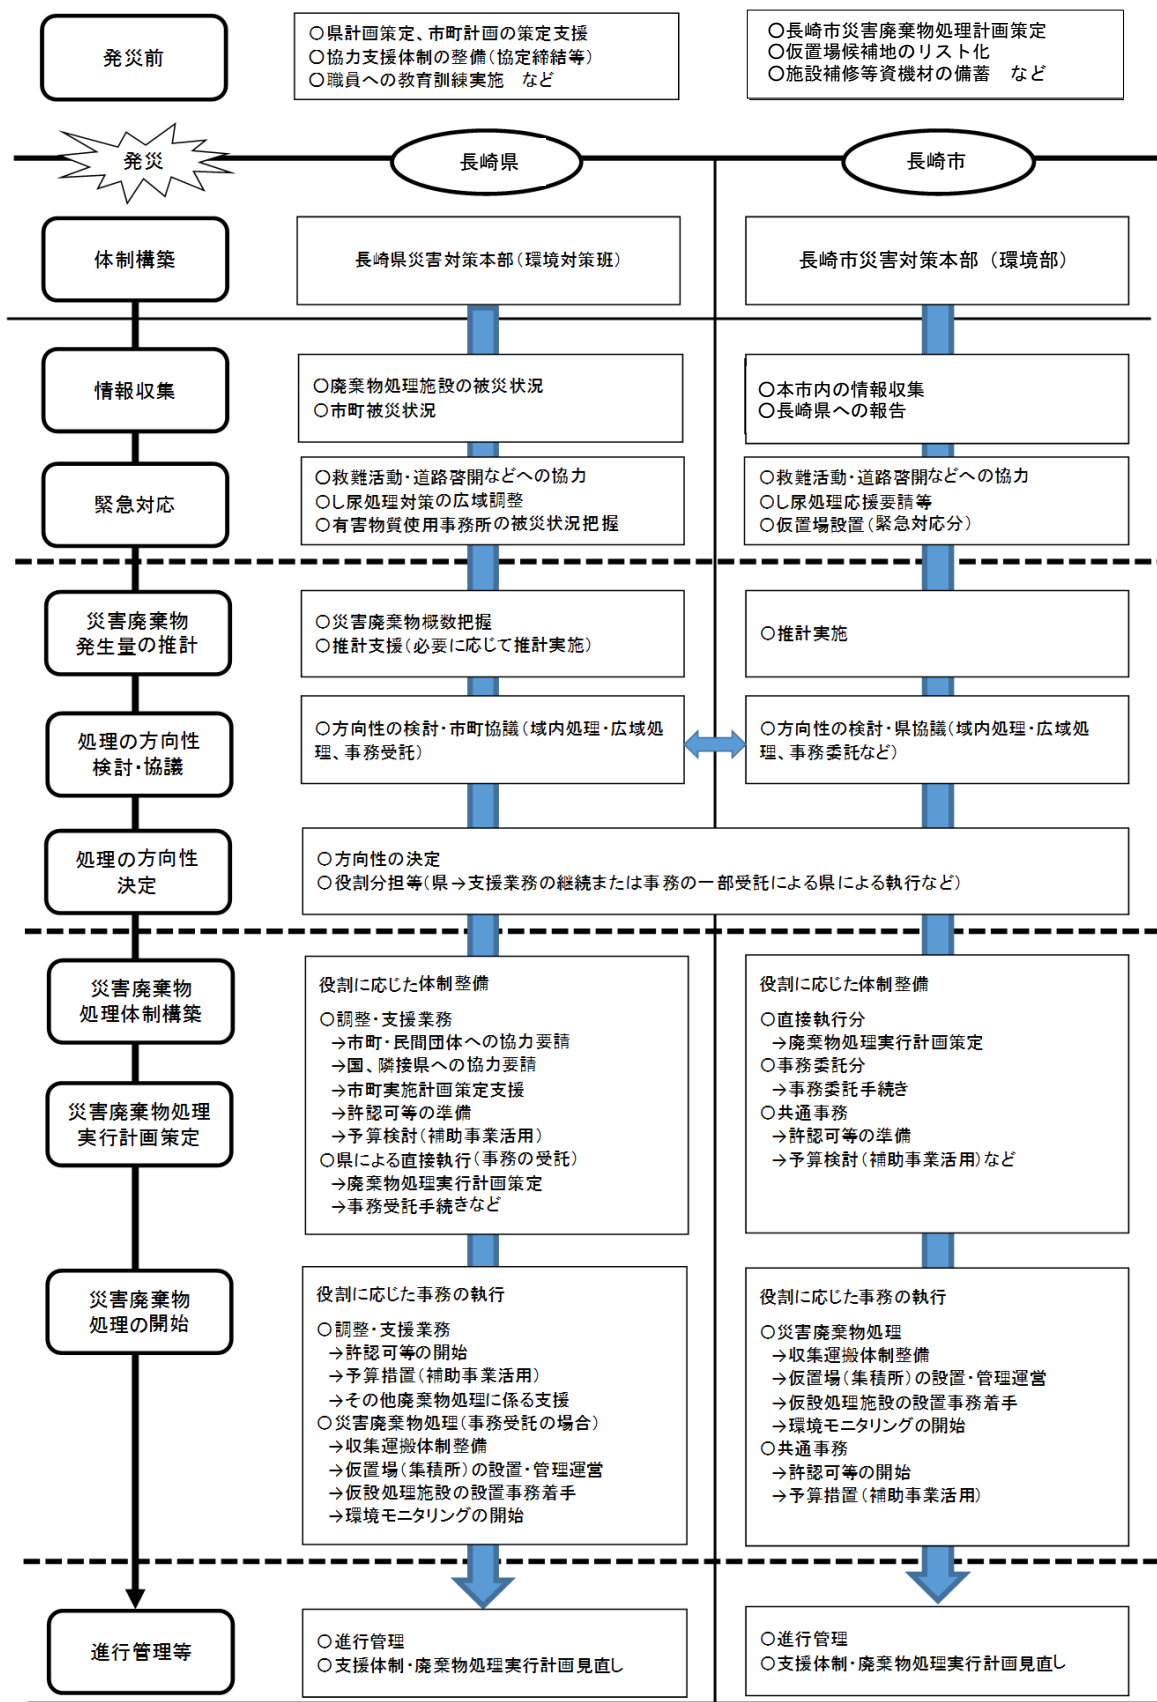 発災前
○県計画策定、市町計画の策定支援
○協力支援体制の整備（協定締結等）
○職員への教育訓練実施　など
○長崎市災害廃棄物処理計画策定
○仮置場候補地のリスト化
○施設補修等資機材の備蓄　など
発災
長崎県
長崎市
体制構築
長崎県災害対策本部（環境対策班）
長崎市災害対策本部（環境部）
情報収集
○廃棄物処理施設の被災状況
○市町被災状況
○本市内の情報収集
○長崎県への報告
緊急対応
○救難活動・道路啓開などへの協力
○し尿処理対策の広域調整
○有害物質使用事務所の被災状況把握
○救難活動・道路啓開などへの協力
○し尿処理応援要請等
○仮置場設置（緊急対応分）
災害廃棄物
発生量の推計
○災害廃棄物概数把握
○推計支援（必要に応じて推計実施）
○推計実施
処理の方向性
検討・協議
○方向性の検討・市町協議（域内処理・広域処
理、事務受託）
○方向性の検討・県協議（域内処理・広域処
理、事務委託など）
処理の方向性
決定
○方向性の決定
○役割分担等（県→支援業務の継続または事務の一部受託による県による執行など）
災害廃棄物
処理体制構築
災害廃棄物処理
実行計画策定
役割に応じた体制整備
○調整・支援業務
→市町・民間団体への協力要請
→国、隣接県への協力要請
→市町実施計画策定支援
→許認可等の準備
→予算検討（補助事業活用）
○県による直接執行（事務の受託）
→廃棄物処理実行計画策定
→事務受託手続きなど
役割に応じた体制整備
○直接執行分
→廃棄物処理実行計画策定
○事務委託分
→事務委託手続き
○共通事務
→許認可等の準備
→予算検討（補助事業活用）など
災害廃棄物
処理の開始
役割に応じた事務の執行
○調整・支援業務
→許認可等の開始
→予算措置（補助事業活用）
→その他廃棄物処理に係る支援
○災害廃棄物処理（事務受託の場合）
→収集運搬体制整備
→仮置場（集積所）の設置・管理運営
→仮設処理施設の設置事務着手
→環境モニタリングの開始
役割に応じた事務の執行
○災害廃棄物処理
→収集運搬体制整備
→仮置場（集積所）の設置・管理運営
→仮設処理施設の設置事務着手
→環境モニタリングの開始
○共通事務
→許認可等の開始
→予算措置（補助事業活用）
進行管理等
○進行管理
○支援体制・廃棄物処理実行計画見直し
○進行管理
○支援体制・廃棄物処理実行計画見直し